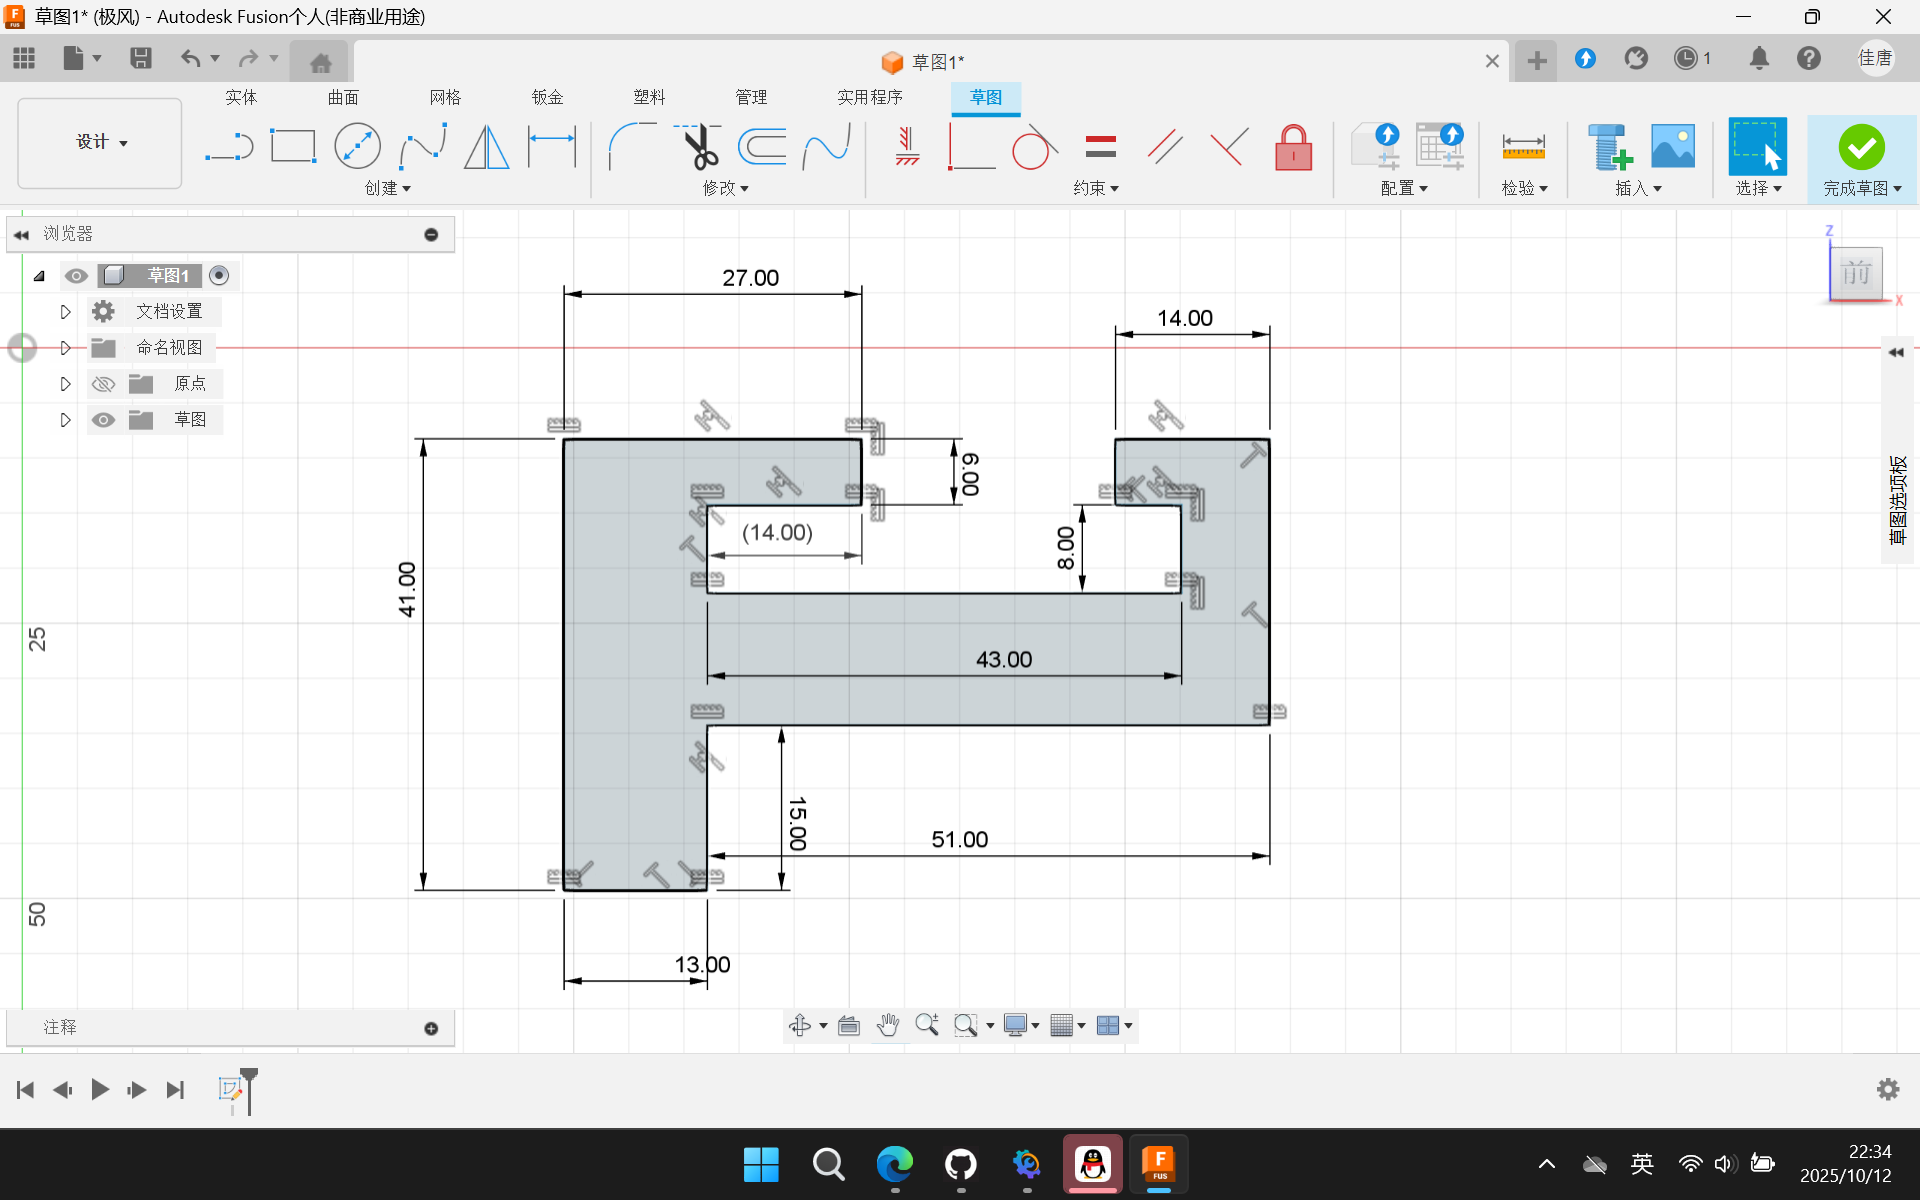 草图1* (极风) - Autodesk Fusion个人(非商业用途)
草图1*
1
佳唐
实体 曲面 网格 钣金 塑料 管理 实用程序 草图
设计
创建 修改 约束 配置 检验 插入 选择 完成草图
浏览器
草图1
文档设置
命名视图
原点
草图
Z
前
X
草图选项板
27.00
14.00
6.00
(14.00)
8.00
41.00
25
43.00
15.00
51.00
50
13.00
注释
F
FUS
英
22:34
2025/10/12